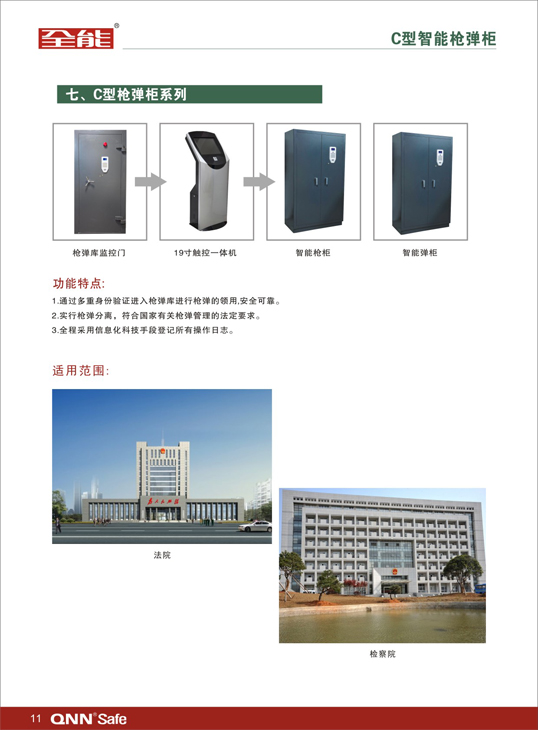 全能®
C型智能枪弹柜
七、C型枪弹柜系列
枪弹库监控门
19寸触控一体机
智能枪柜
智能弹柜
功能特点:
1.通过多重身份验证进入枪弹库进行枪弹的领用,安全可靠。
2.实行枪弹分离，符合国家有关枪弹管理的法定要求。
3.全程采用信息化科技手段登记所有操作日志。
适用范围:
法院
检察院
11 QNN® Safe